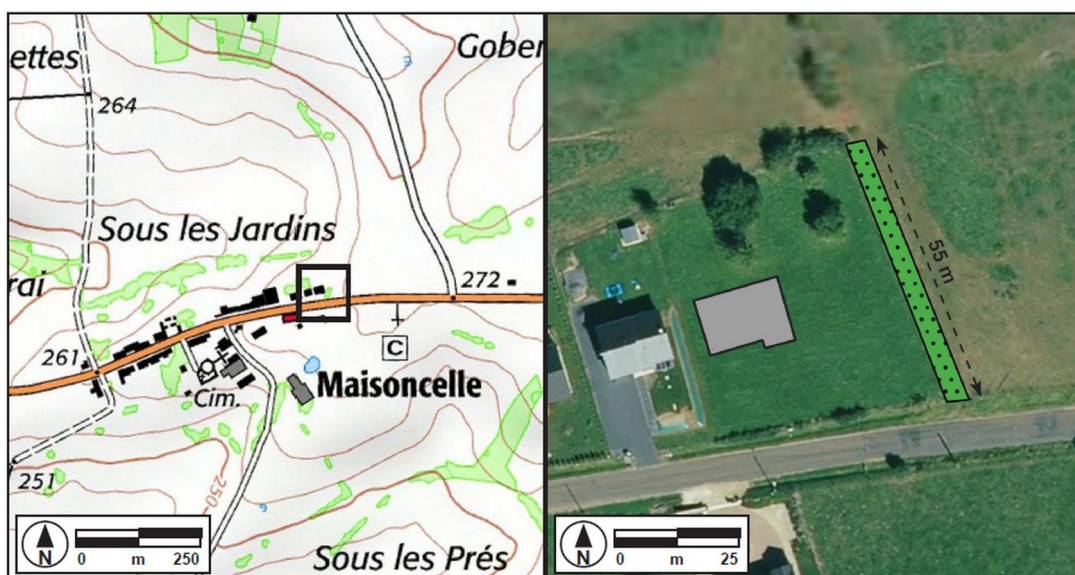 ettes
Gober
264
Sous les Jardins
rai
272
261
C
Cim.
Maisoncelle
251
250
Sous les Prés
N
0 m 250
55 m
N
0 m 25